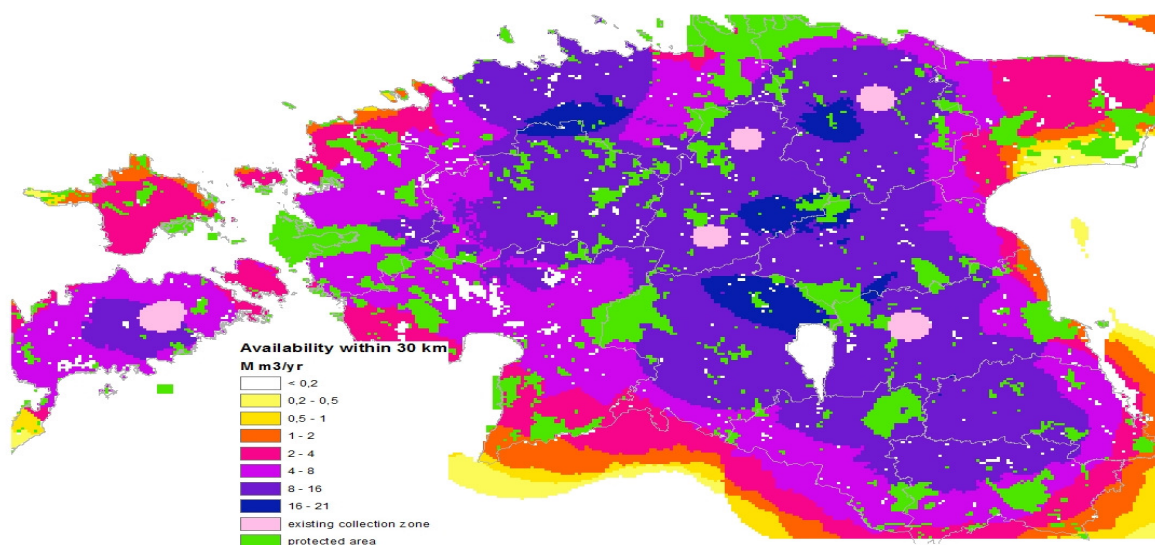 Availability within 30 km
M m3/yr
< 0,2
0,2 - 0,5
0,5 - 1
1 - 2
2 - 4
4 - 8
8 - 16
16 - 21
existing collection zone
protected area